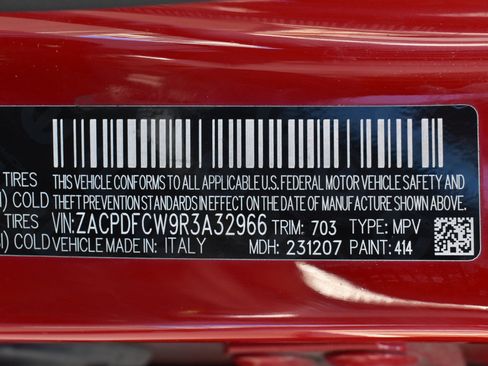 TIRES THIS VEHICLE CONFORMS TO ALL APPLICABLE U.S. FEDERAL MOTOR VEHICLE SAFETY AND
I) COLD THEFT PREVENTION STANDARDS IN EFFECT ON THE DATE OF MANUFACTURE SHOWN ABOVE.
TIRES VIN:ZACPDFCW9R3A32966 TRIM: 703 TYPE: MPV
SI) COLD VEHICLE MADE IN: ITALY MDH: 231207 PAINT: 414